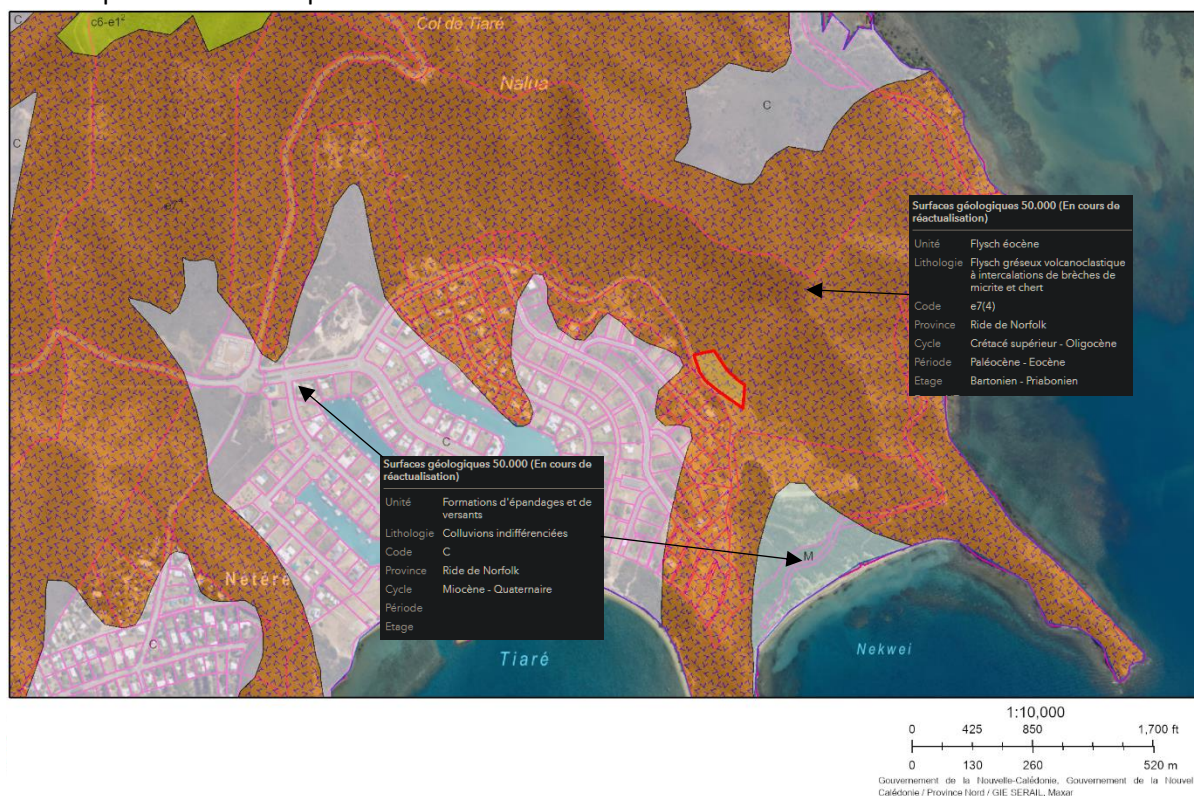 c6-e1²
C
Col de Tiaré
Nalua
C
C
Surfaces géologiques 50.000 (En cours de
réactualisation)
Unité Flysch éocène
Lithologie Flysch gréseux volcanoclastique
à intercalations de brèches de
micrite et chert
Code e7(4)
Province Ride de Norfolk
Cycle Crétacé supérieur - Oligocène
Période Paléocène - Eocène
Etage Bartonien - Priabonien
C
Surfaces géologiques 50.000 (En cours de
réactualisation)
Unité Formations d'épandages et de
versants
Lithologie Colluvions indifférenciées
Code C
Province Ride de Norfolk
Cycle Miocène - Quaternaire
Période
Etage
M
Netéré
C
Tiaré
Nekwei
1:10,000
0 425 850 1,700 ft
0 130 260 520 m
Gouvernement de la Nouvelle-Calédonie, Gouvernement de la Nouvel
Calédonie / Province Nord / GIE SERAIL, Maxar